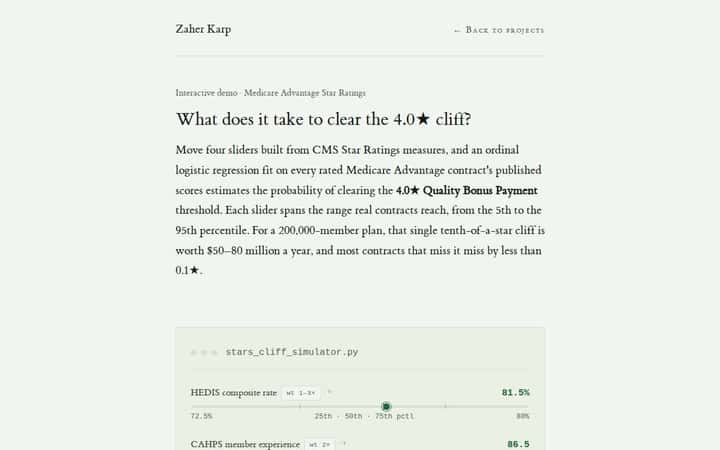 Zaher Karp
← Back to projects
Interactive demo · Medicare Advantage Star Ratings
What does it take to clear the 4.0★ cliff?
Move four sliders built from CMS Star Ratings measures, and an ordinal
logistic regression fit on every rated Medicare Advantage contract's published
scores estimates the probability of clearing the 4.0★ Quality Bonus Payment
threshold. Each slider spans the range real contracts reach, from the 5th to the
95th percentile. For a 200,000-member plan, that single tenth-of-a-star cliff is
worth $50–80 million a year, and most contracts that miss it miss by less than
0.1★.
stars_cliff_simulator.py
HEDIS composite rate wt 1–3× 81.5%
72.5% 25th · 50th · 75th pctl 88%
CAHPS member experience wt 2× 86.5